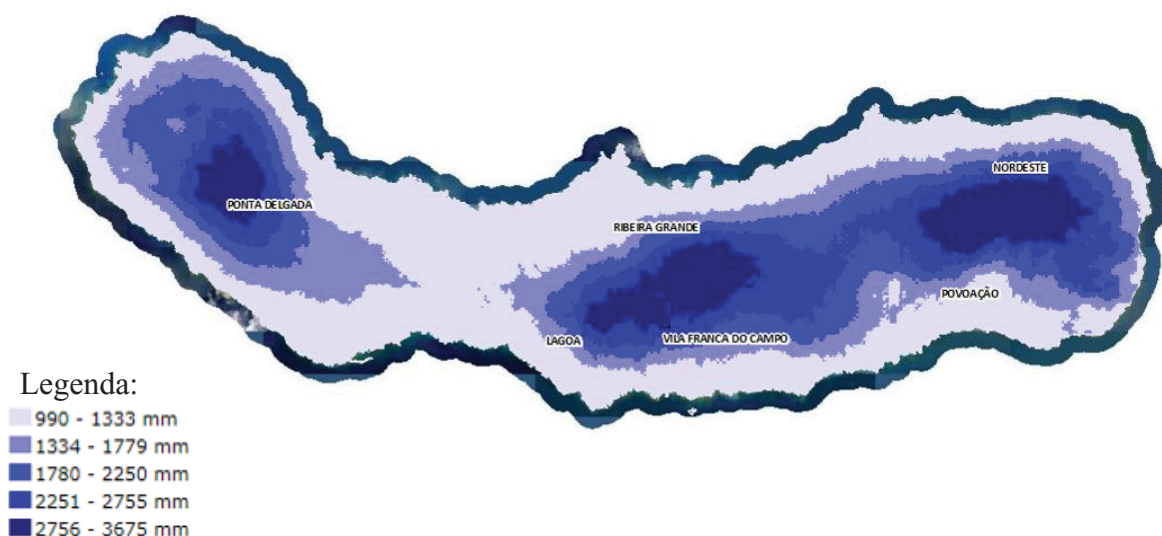 NORDESTE
PONTA DELGADA
RIBEIRA GRANDE
POVOAÇÃO
LAGOA
VILA FRANCA DO CAMPO
Legenda:
990 - 1333 mm
1334 - 1779 mm
1780 - 2250 mm
2251 - 2755 mm
2756 - 3675 mm